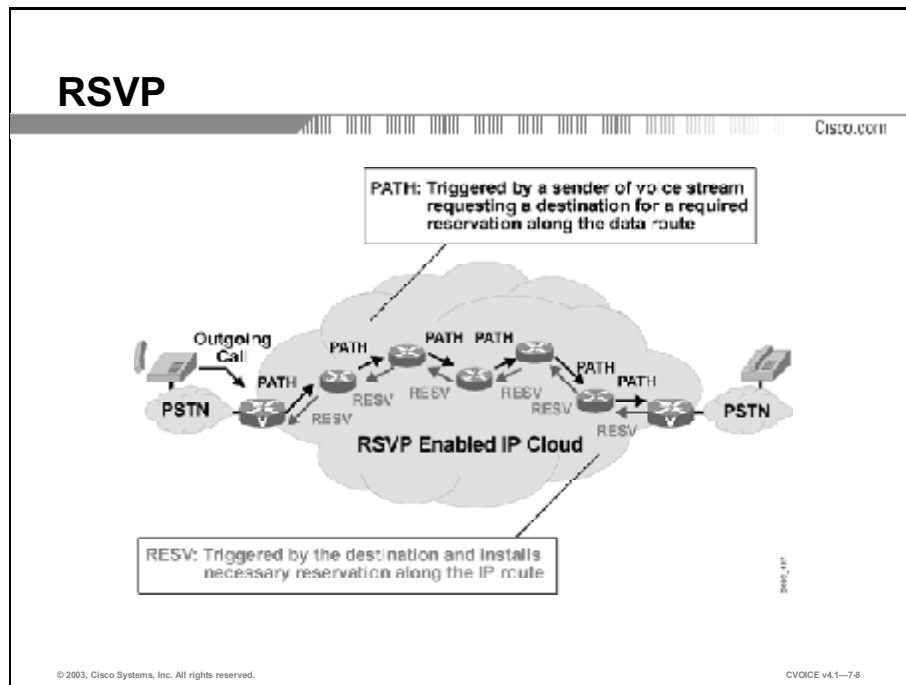 RSVP
Cisco.com
PATH: Triggered by a sender of voice stream
requesting a destination for a required
reservation along the data route
Outgoing
Call
PATH
PATH
PATH
PATH
PATH
PATH
RESV
RESV
RESV
RESV
RESV
RESV
PSTN
V
V
PSTN
RSVP Enabled IP Cloud
RESV: Triggered by the destination and installs
necessary reservation along the IP route
© 2003, Cisco Systems, Inc. All rights reserved.
CVOICE v4.1—7-8